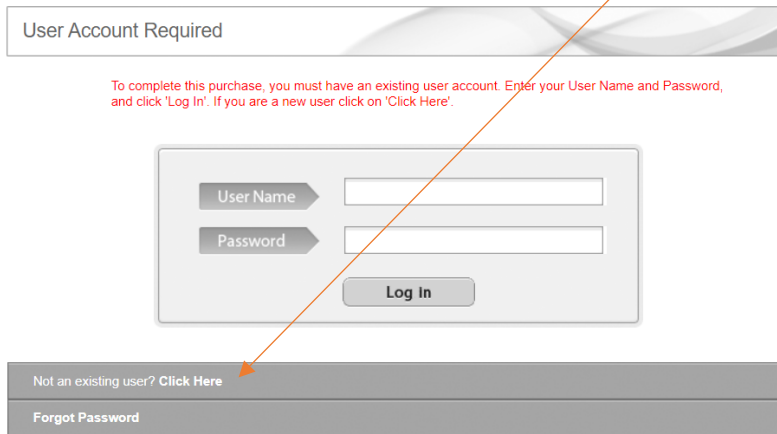 User Account Required
To complete this purchase, you must have an existing user account. Enter your User Name and Password,
and click 'Log In'. If you are a new user click on 'Click Here'.
User Name
Password
Log in
Not an existing user? Click Here
Forgot Password